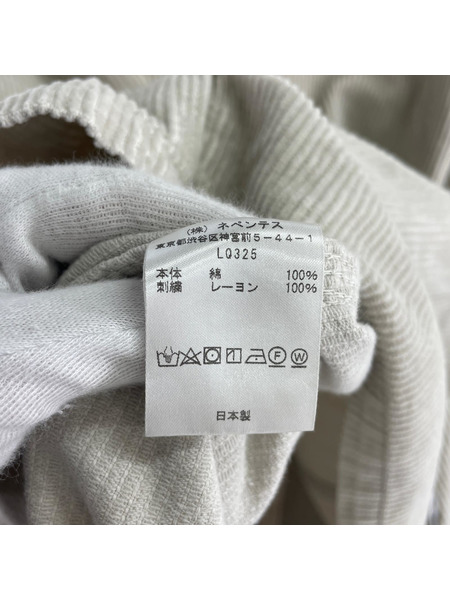 (株) ネペンテス
東京都渋谷区神宮前5-44-1
LQ325
本体 綿 100%
刺繍 レーヨン 100%
F W
日本製